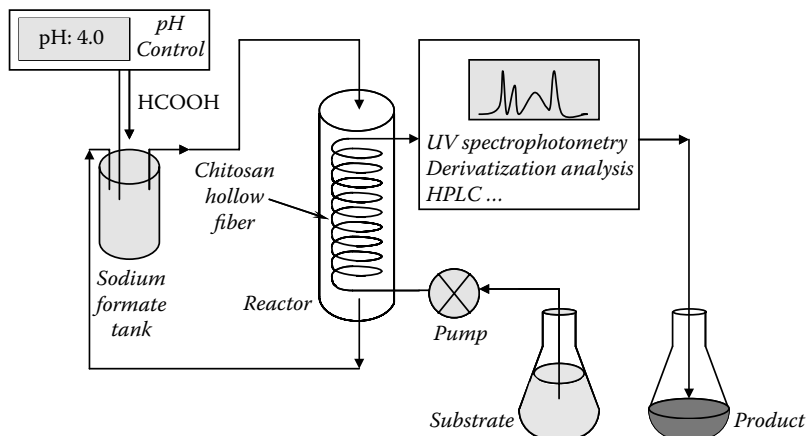 pH: 4.0
pH
Control
HCOOH
Sodium
formate
tank
Chitosan
hollow
fiber
Reactor
UV spectrophotometry
Derivatization analysis
HPLC ...
Pump
Substrate
Product